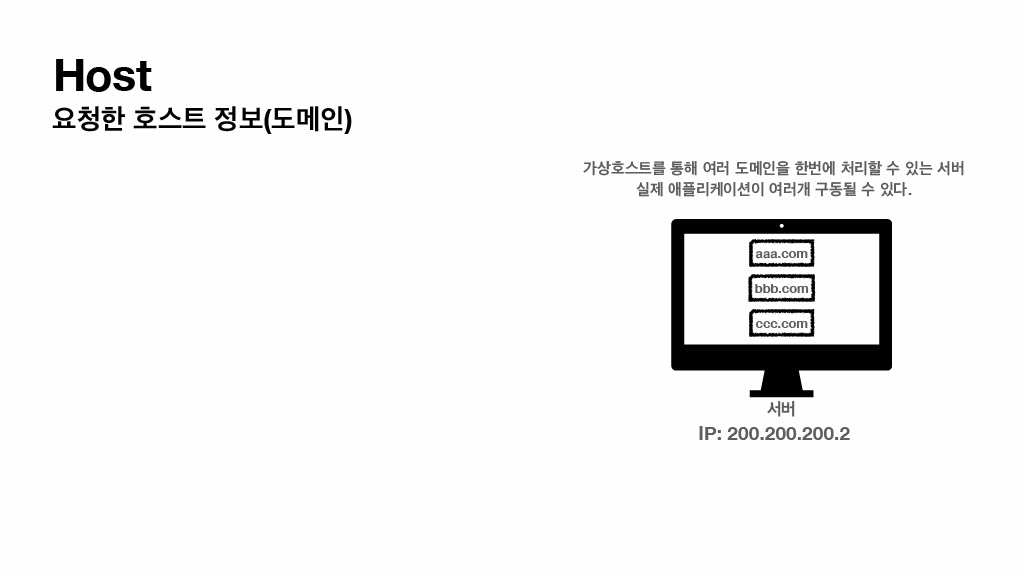 Host
요청한 호스트 정보(도메인)
가상호스트를 통해 여러 도메인을 한번에 처리할 수 있는 서버
실제 애플리케이션이 여러개 구동될 수 있다.
aaa.com
bbb.com
ccc.com
서버
IP: 200.200.200.2